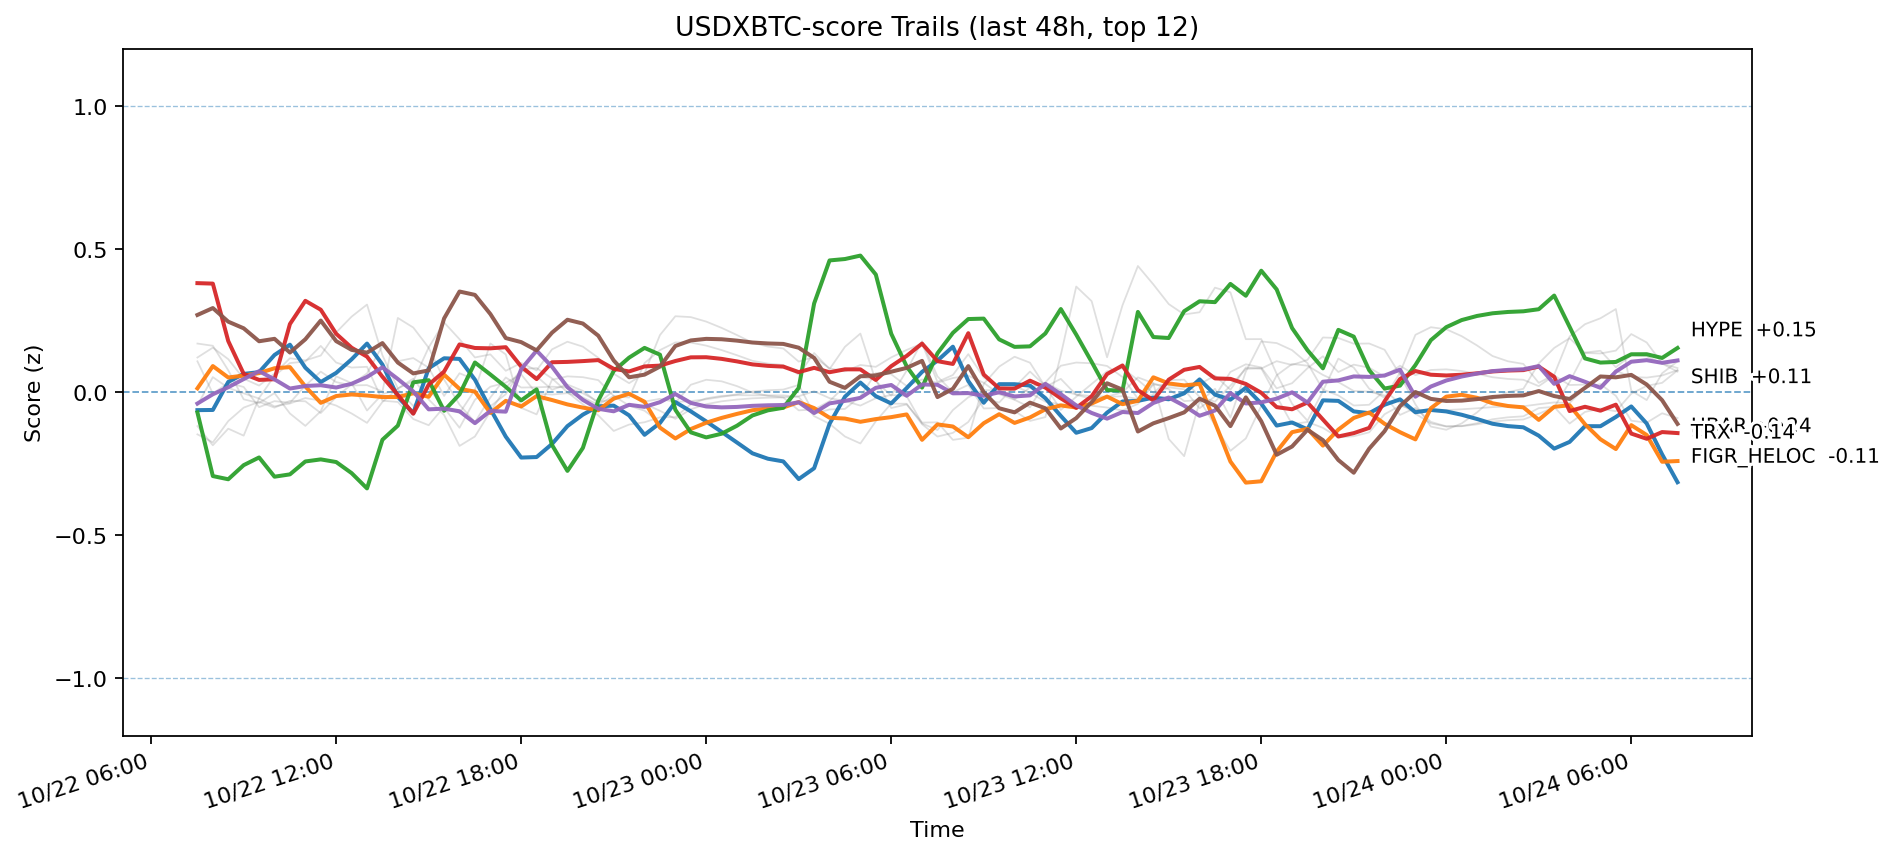 USDXBTC-score Trails (last 48h, top 12)
Score (z)
1.0
0.5
0.0
−0.5
−1.0
HYPE +0.15
SHIB +0.11
TRX -0.14
FIGR_HELOC -0.11
10/22 06:00
10/22 12:00
10/22 18:00
10/23 00:00
10/23 06:00
10/23 12:00
10/23 18:00
10/24 00:00
10/24 06:00
Time